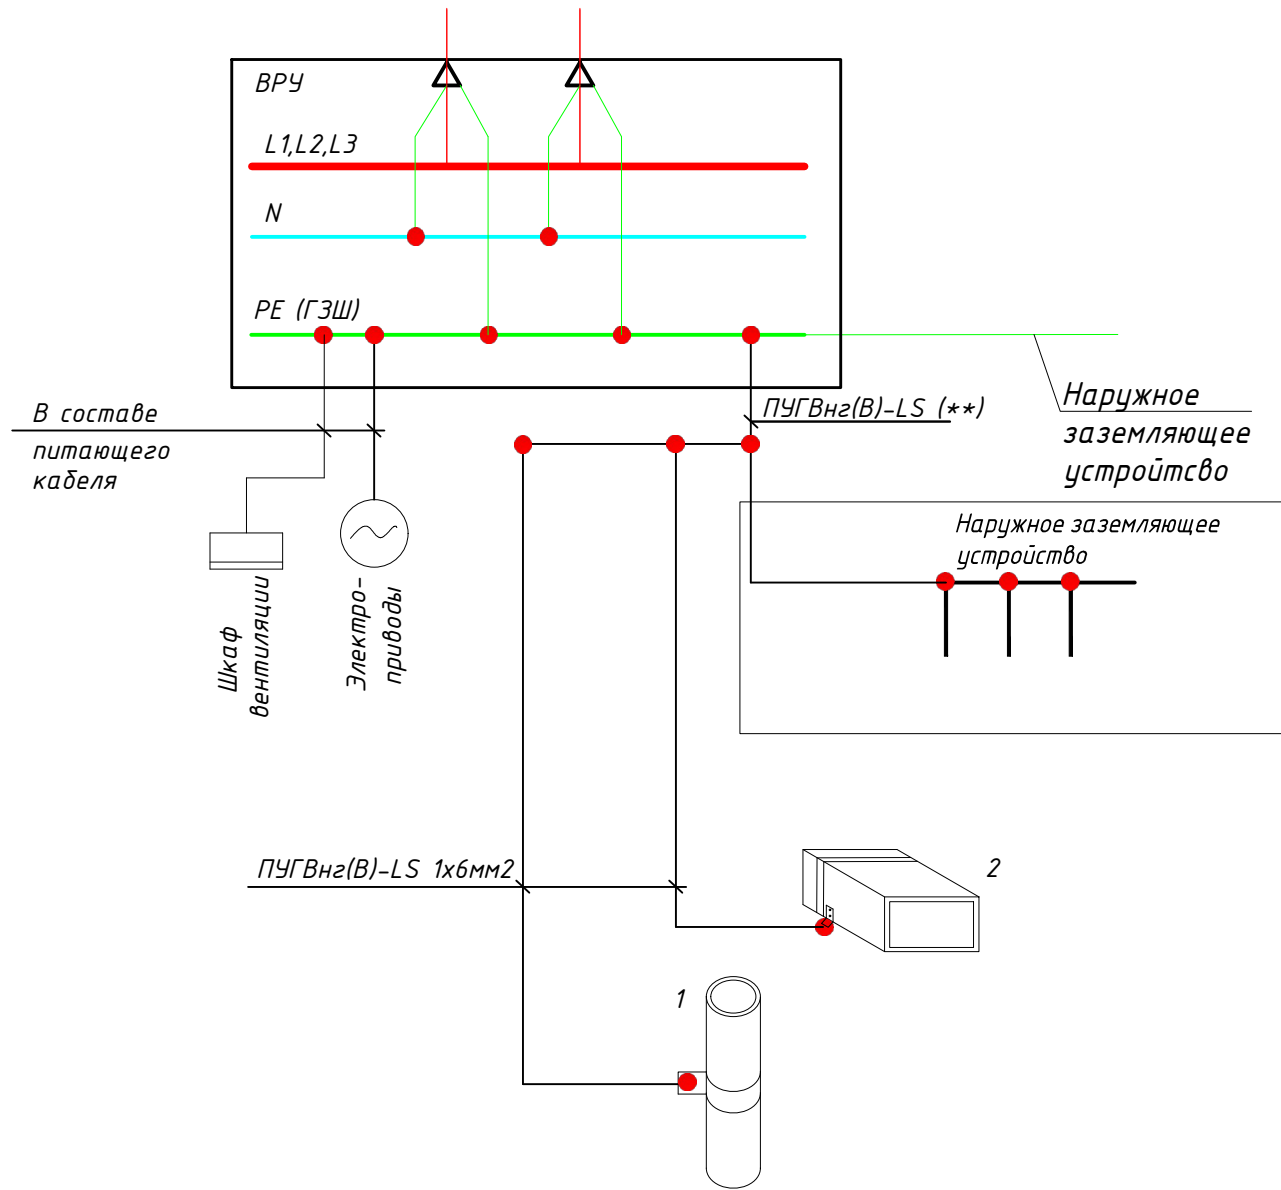 ВРУ
L1,L2,L3
N
PE (ГЗШ)
В составе
питающего
кабеля
ПУГВнг(В)-LS (**)
Наружное
заземляющее
устройтсво
Наружное заземляющее
устройство
Шкаф
вентиляции
Электро-
приводы
ПУГВнг(В)-LS 1х6мм2
2
1